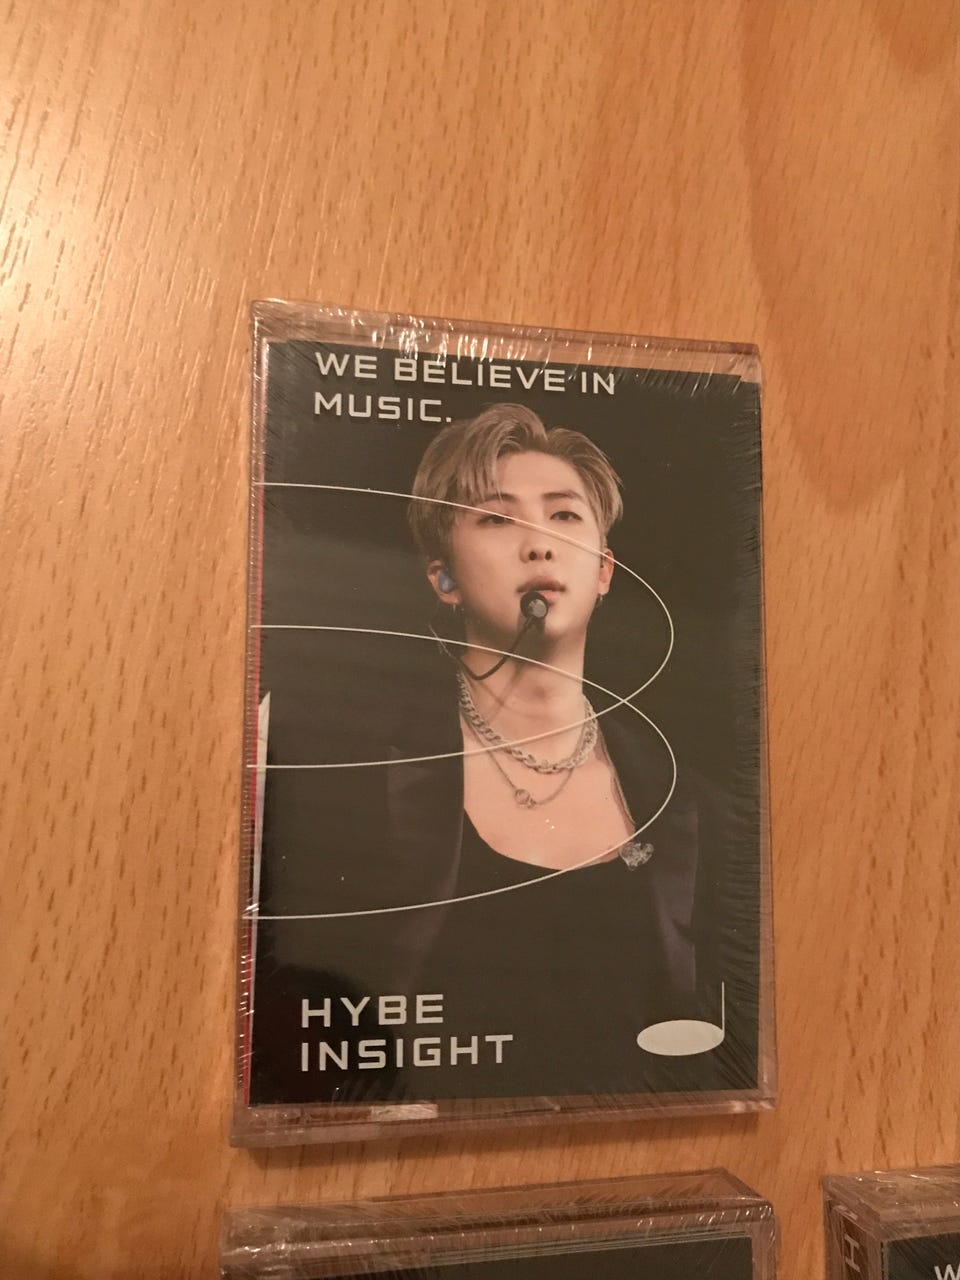 WE BELIEVE IN
MUSIC.
HYBE
INSIGHT
H
W